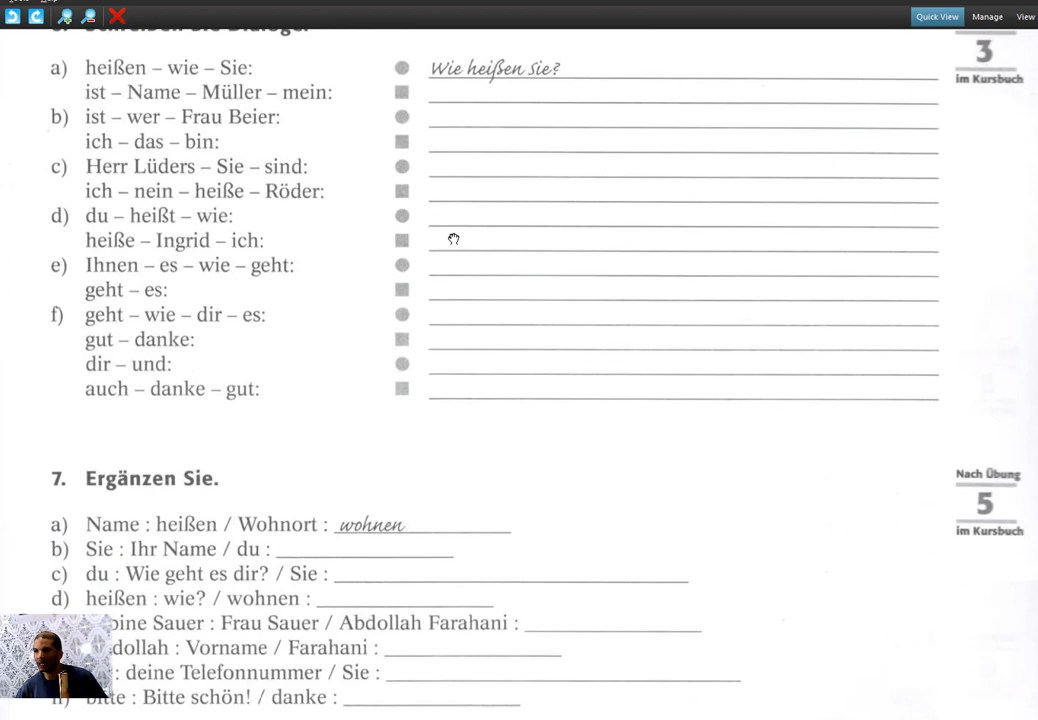 Quick View Manage View
3
im Kursbuch
a) heißen – wie – Sie: Wie heißen Sie?
ist – Name – Müller – mein:
b) ist – wer – Frau Beier:
ich – das – bin:
c) Herr Lüders – Sie – sind:
ich – nein – heiße – Röder:
d) du – heißt – wie:
heiße – Ingrid – ich:
e) Ihnen – es – wie – geht:
geht – es:
f) geht – wie – dir – es:
gut – danke:
dir – und:
auch – danke – gut:
7. Ergänzen Sie.
Nach Übung
5
im Kursbuch
a) Name : heißen / Wohnort : wohnen
b) Sie : Ihr Name / du :
c) du : Wie geht es dir? / Sie :
d) heißen : wie? / wohnen :
Sauer : Frau Sauer / Abdollah Farahani :
: Vorname / Farahani :
: deine Telefonnummer / Sie :
: Bitte schön! / danke :